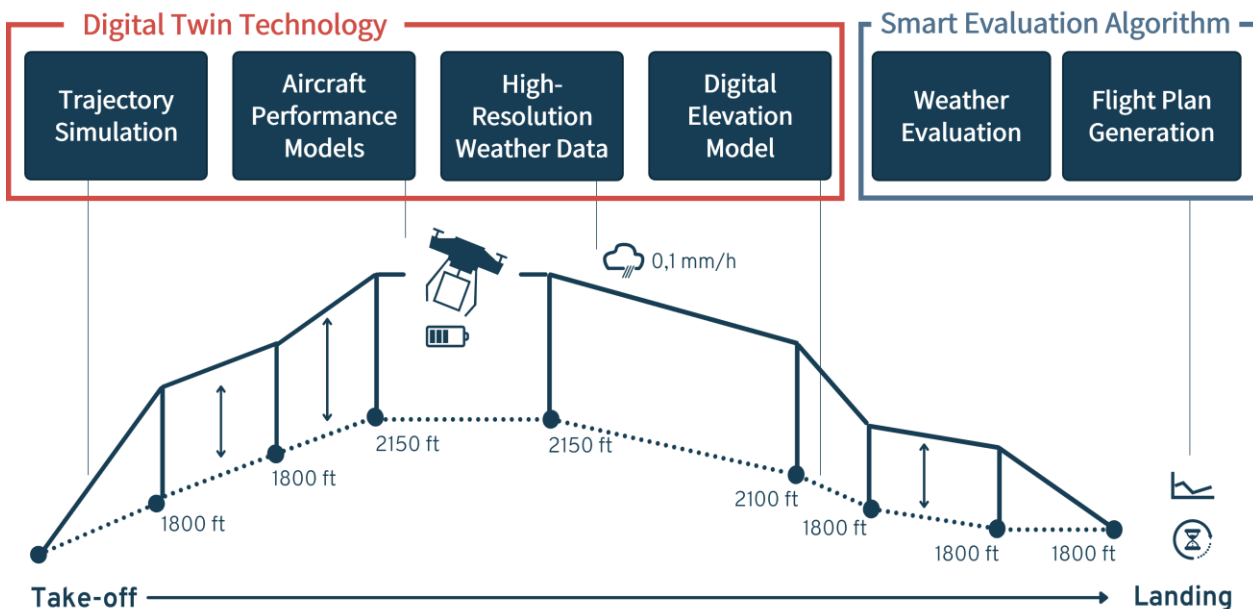 Digital Twin Technology
Smart Evaluation Algorithm
Trajectory
Simulation
Aircraft
Performance
Models
High-
Resolution
Weather Data
Digital
Elevation
Model
Weather
Evaluation
Flight Plan
Generation
0,1 mm/h
2150 ft
2150 ft
1800 ft
2100 ft
1800 ft
1800 ft
1800 ft
1800 ft
Take-off
Landing